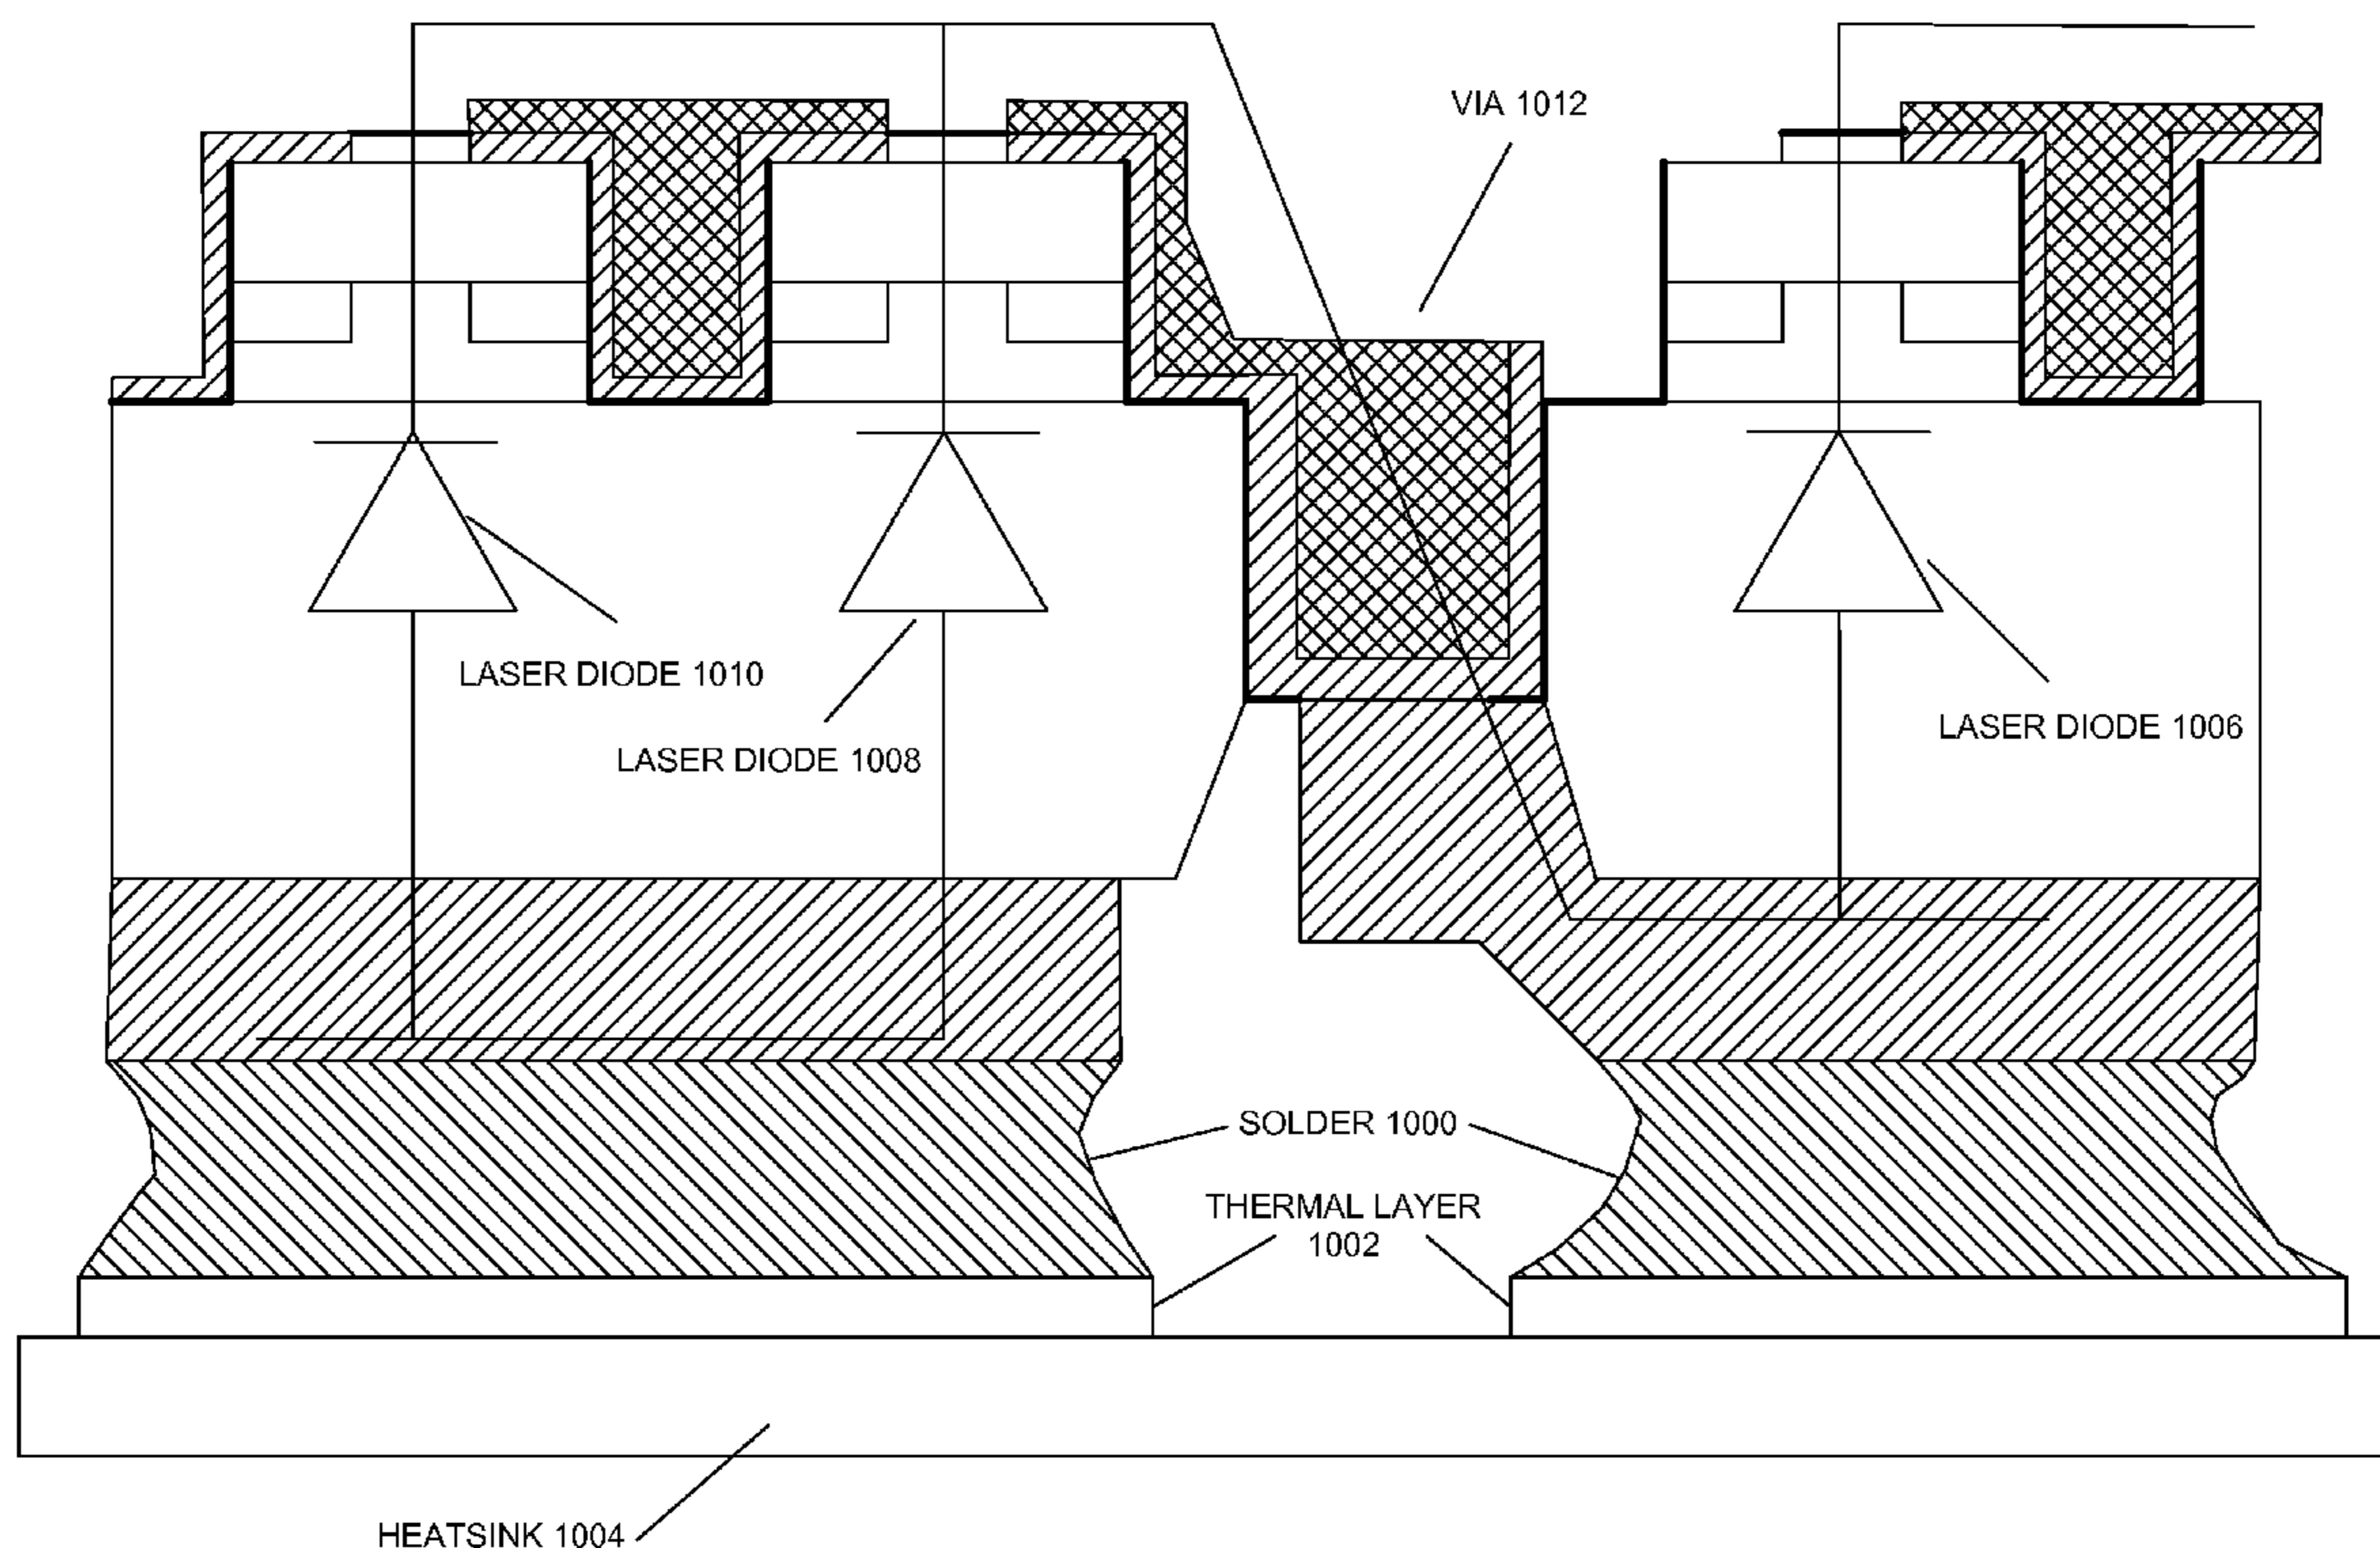 VIA 1012
LASER DIODE 1010
LASER DIODE 1008
LASER DIODE 1006
SOLDER 1000
THERMAL LAYER
1002
HEATSINK 1004